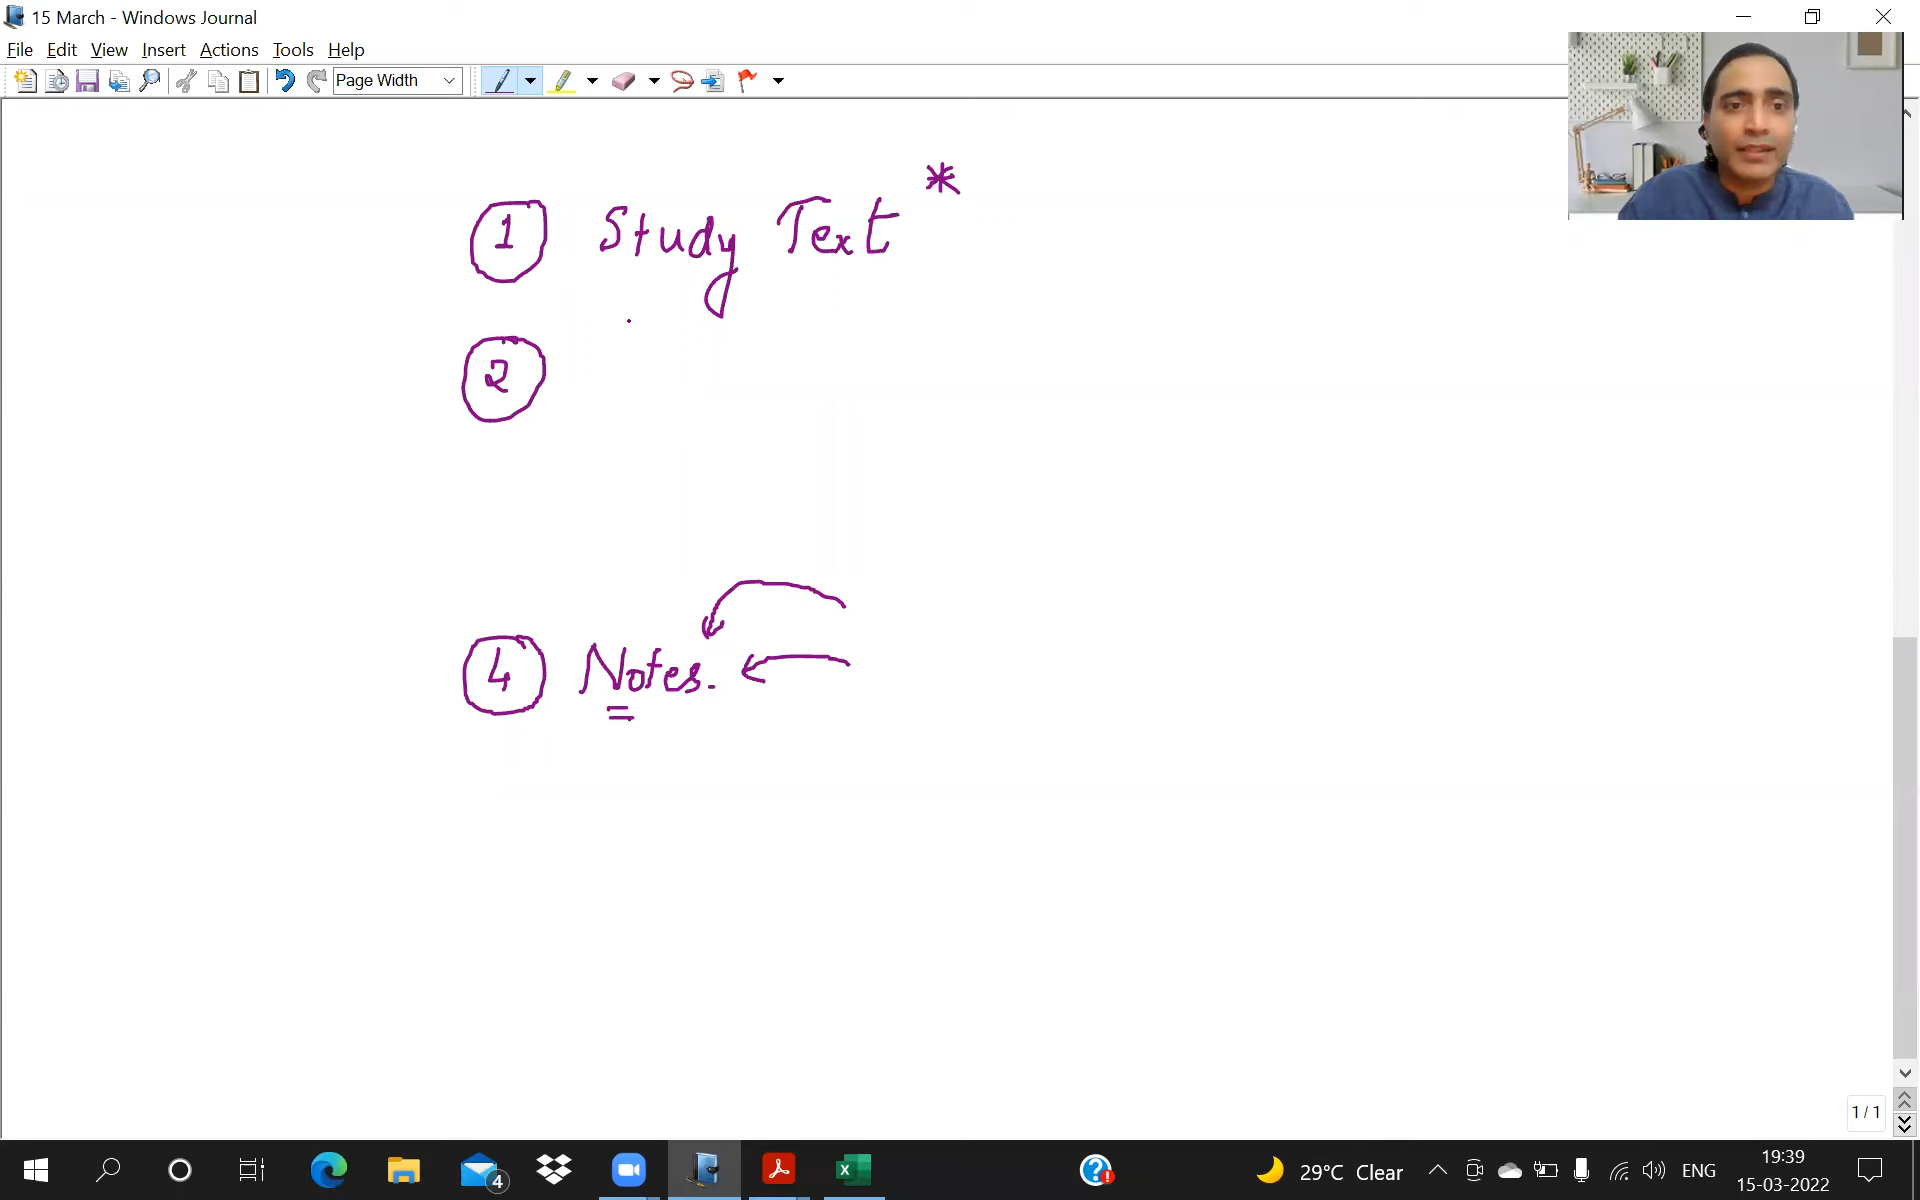 15 March - Windows Journal
File Edit View Insert Actions Tools Help
Page Width
*
1 Study Text
2
4 Notes.
1 / 1
4
29°C Clear
ENG
19:39
15-03-2022